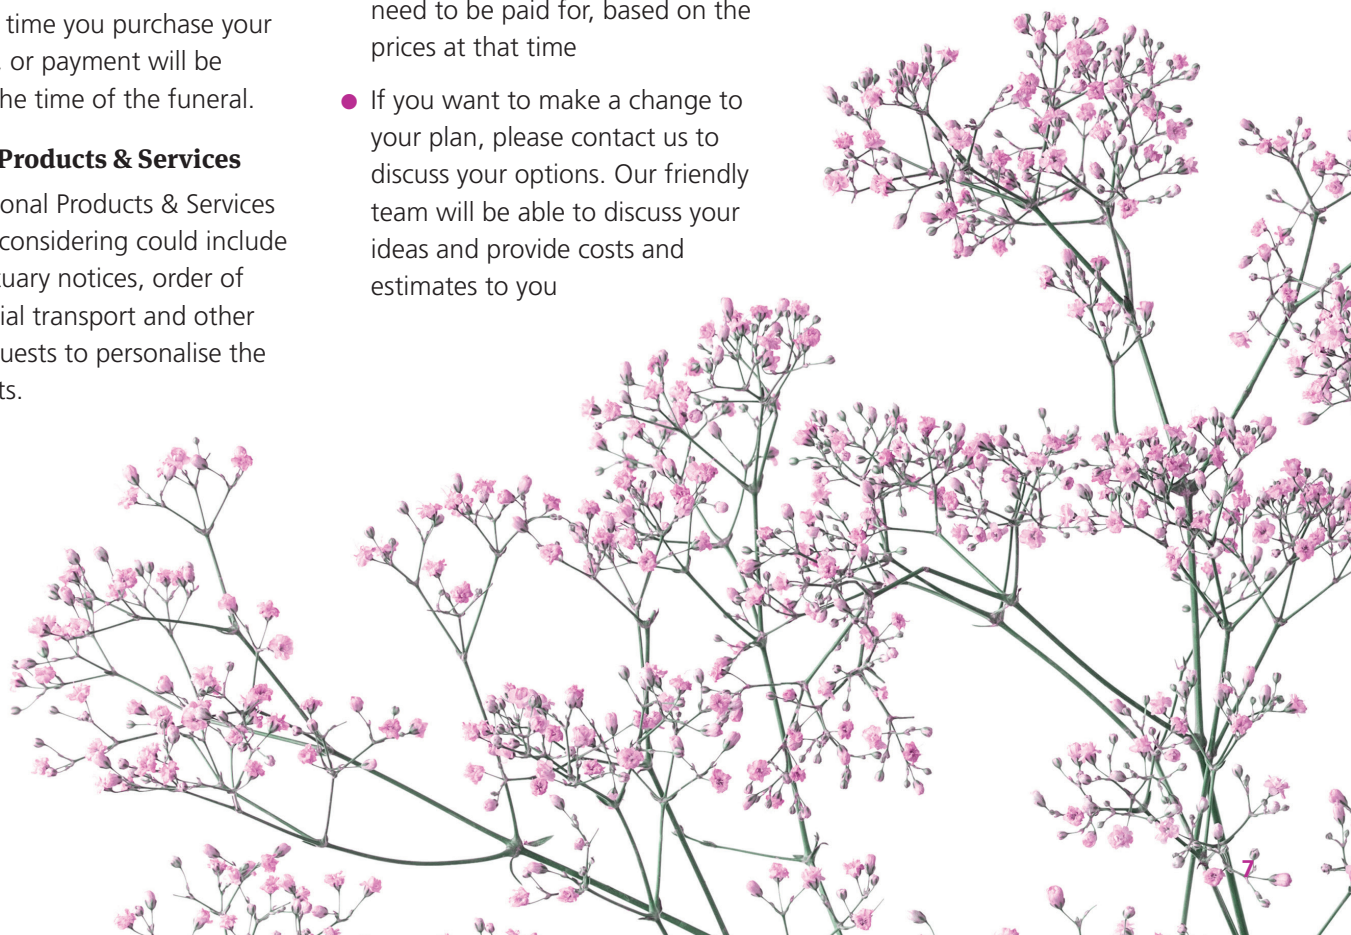 time you purchase your
or payment will be
he time of the funeral.
Products & Services
onal Products & Services
considering could include
uary notices, order of
ial transport and other
uests to personalise the
ts.
need to be paid for, based on the
prices at that time
● If you want to make a change to
your plan, please contact us to
discuss your options. Our friendly
team will be able to discuss your
ideas and provide costs and
estimates to you
7